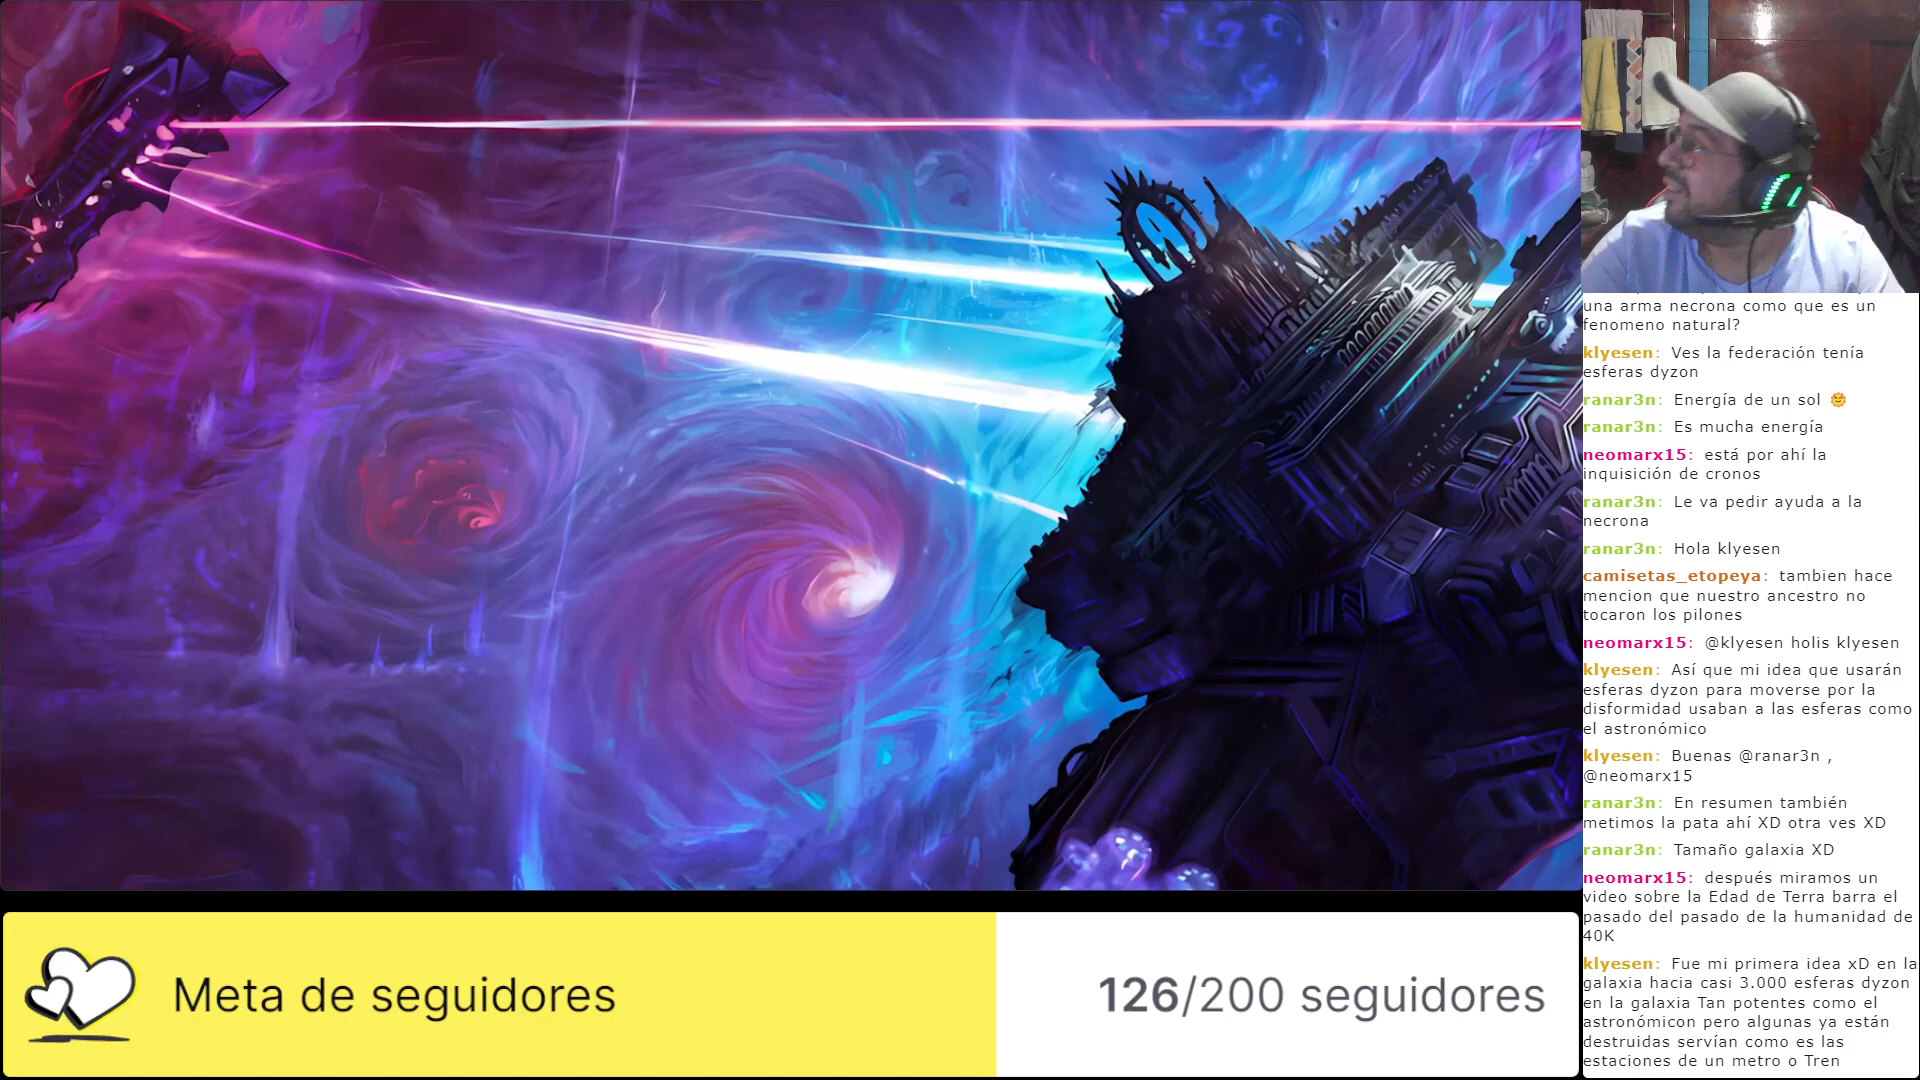 una arma necrona como que es un
fenomeno natural?
klyesen: Ves la federación tenía
esferas dyzon
ranar3n: Energía de un sol
ranar3n: Es mucha energía
neomarx15: está por ahí la
inquisición de cronos
ranar3n: Le va pedir ayuda a la
necrona
ranar3n: Hola klyesen
camisetas_etopeya: tambien hace
mencion que nuestro ancestro no
tocaron los pilones
neomarx15: @klyesen holis klyesen
klyesen: Así que mi idea que usarán
esferas dyzon para moverse por la
disformidad usaban a las esferas como
el astronómico
klyesen: Buenas @ranar3n ,
@neomarx15
ranar3n: En resumen también
metimos la pata ahí XD otra ves XD
ranar3n: Tamaño galaxia XD
neomarx15: después miramos un
video sobre la Edad de Terra barra el
pasado del pasado de la humanidad de
40K
klyesen: Fue mi primera idea xD en la
galaxia hacia casi 3.000 esferas dyzon
en la galaxia Tan potentes como el
astronómicon pero algunas ya están
destruidas servían como es las
estaciones de un metro o Tren
Meta de seguidores
126/200 seguidores